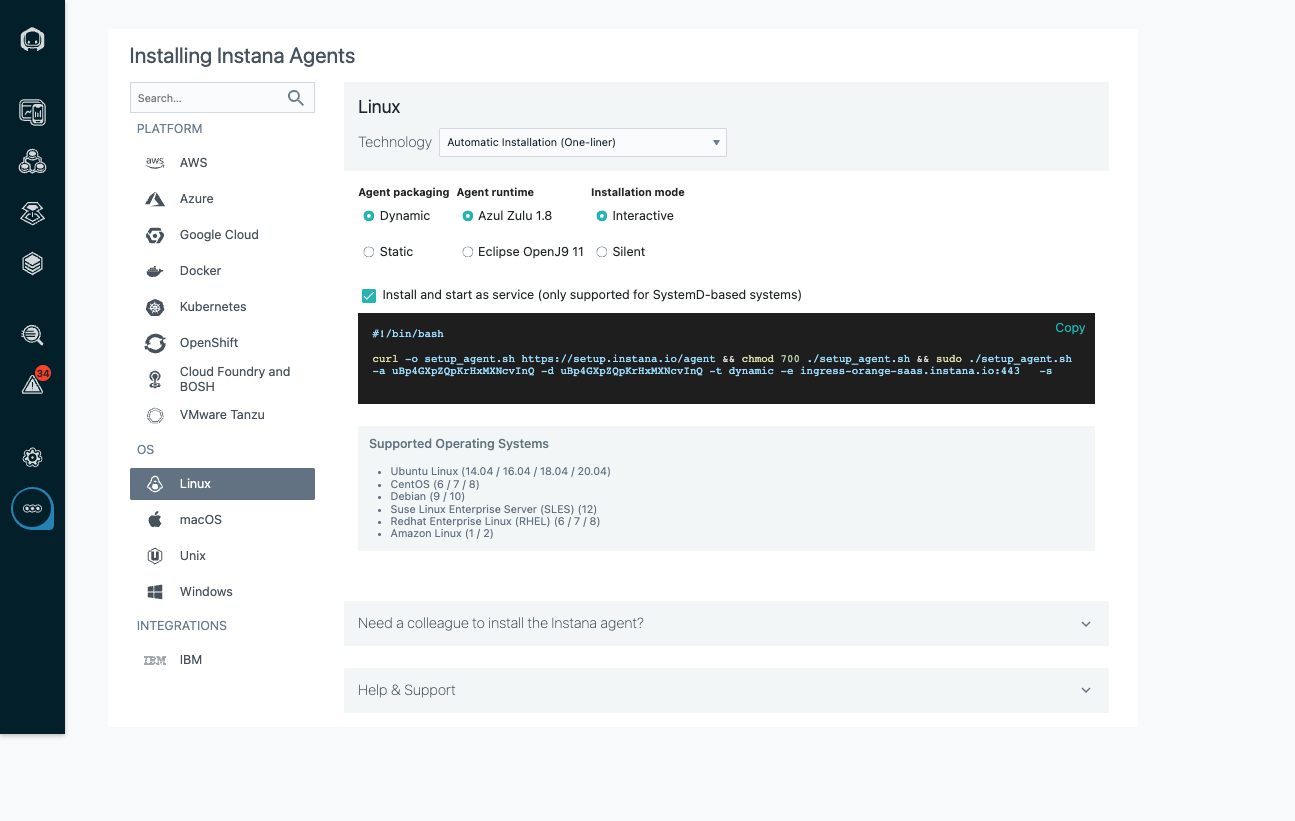 Installing Instana Agents
Search...
PLATFORM
aws AWS
Azure
Google Cloud
Docker
Kubernetes
OpenShift
Cloud Foundry and
BOSH
VMware Tanzu
OS
Linux
macOS
Unix
Windows
INTEGRATIONS
IBM IBM
34
Linux
Technology Automatic Installation (One-liner)
Agent packaging Agent runtime Installation mode
Dynamic Azul Zulu 1.8 Interactive
Static Eclipse OpenJ9 11 Silent
Install and start as service (only supported for SystemD-based systems)
Copy
#!/bin/bash
curl -o setup_agent.sh https://setup.instana.io/agent && chmod 700 ./setup_agent.sh && sudo ./setup_agent.sh
-a uBp4GXpZQpKrHxMXNcvInQ -d uBp4GXpZQpKrHxMXNcvInQ -t dynamic -e ingress-orange-saas.instana.io:443 -s
Supported Operating Systems
• Ubuntu Linux (14.04 / 16.04 / 18.04 / 20.04)
• CentOS (6 / 7 / 8)
• Debian (9 / 10)
• Suse Linux Enterprise Server (SLES) (12)
• Redhat Enterprise Linux (RHEL) (6 / 7 / 8)
• Amazon Linux (1 / 2)
Need a colleague to install the Instana agent?
Help & Support